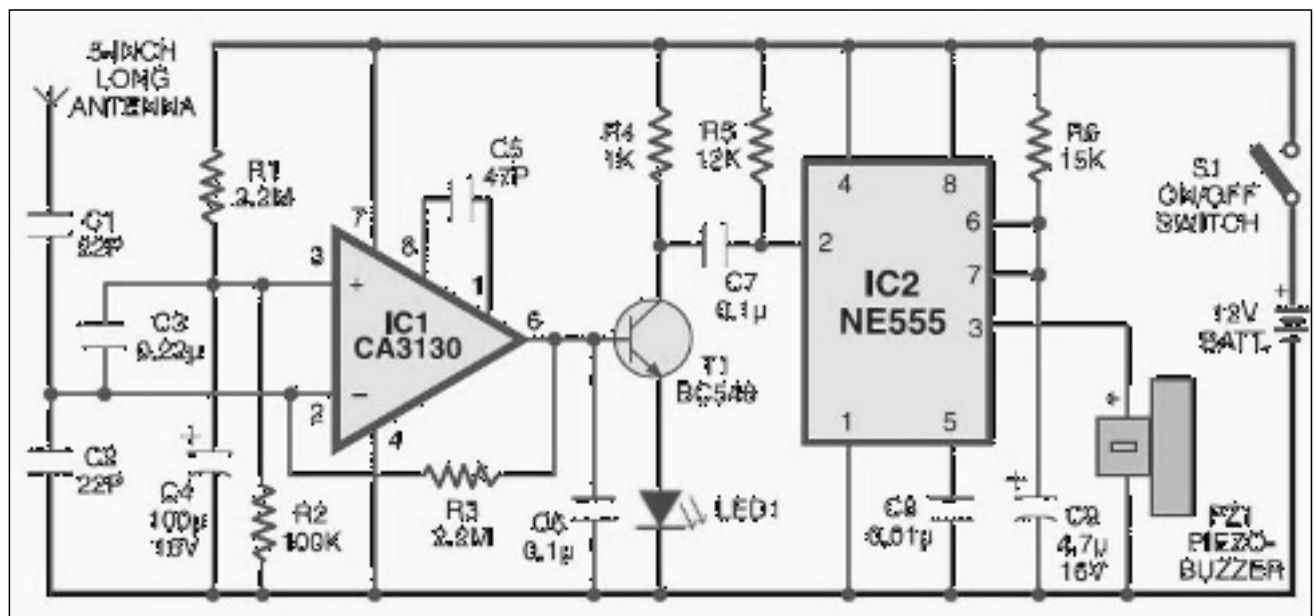 5-INCH
LONG
ANTENNA
C1
22P
C3
0.22µ
C2
22P
R1
2.2M
C4
100µ
16V
R2
100K
3
2
7
4
8
1
6
+
−
IC1
CA3130
C5
47P
R3
2.2M
C6
0.1µ
R4
1K
R5
12K
C7
0.1µ
T1
LED1
4
8
2
6
7
3
1
5
IC2
NE555
C8
0.01µ
R6
15K
C9
4.7µ
16V
S1
ON/OFF
SWITCH
12V
BATT.
PZ1
PIEZO-
BUZZER